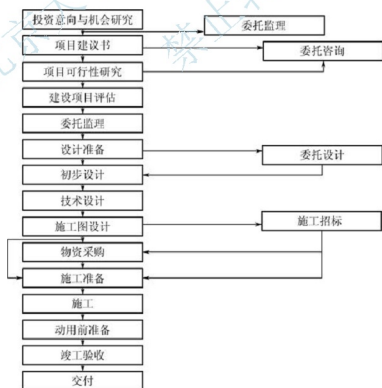 投资意向与机会研究
委托监理
项目建议书
委托咨询
项目可行性研究
建设项目评估
委托监理
设计准备
委托设计
初步设计
技术设计
施工图设计
施工招标
物资采购
施工准备
施工
动用前准备
竣工验收
交付